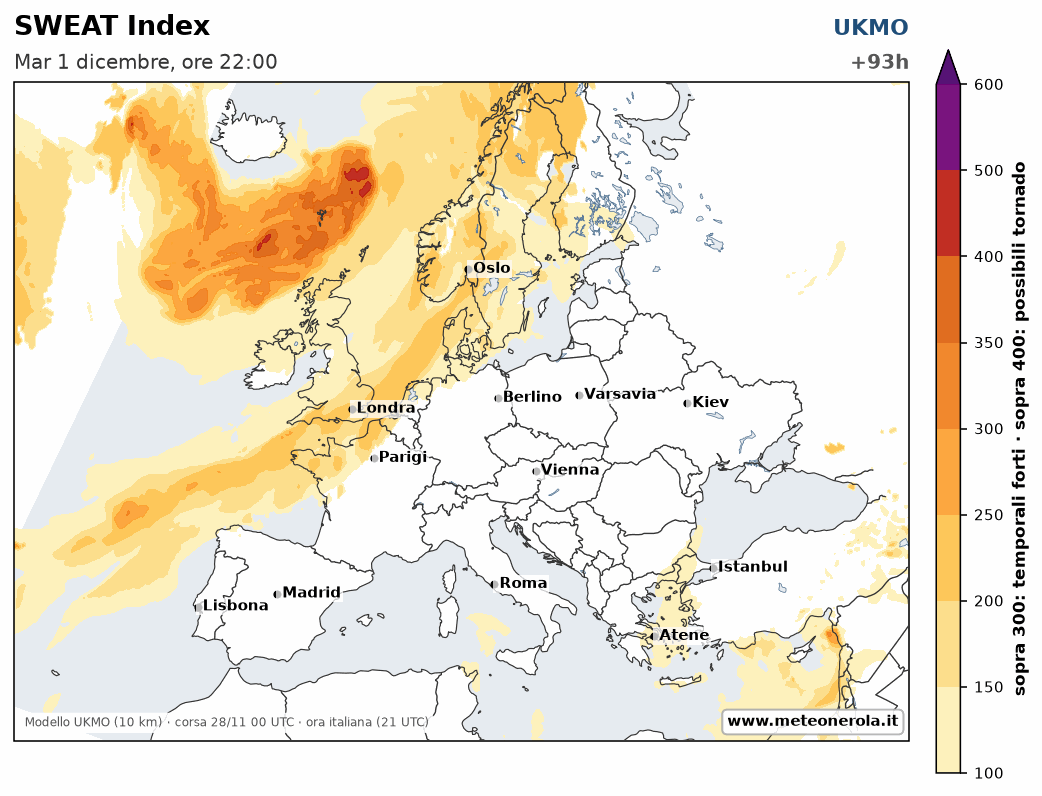 SWEAT Index
UKMO
Mar 1 dicembre, ore 22:00
+93h
Oslo
Londra
Berlino
Varsavia
Kiev
Parigi
Vienna
Istanbul
Madrid
Roma
Lisbona
Atene
Modello UKMO (10 km) · corsa 28/11 00 UTC · ora italiana (21 UTC)
www.meteonerola.it
600
500
400
350
300
250
200
150
100
sopra 300: temporali forti · sopra 400: possibili tornado